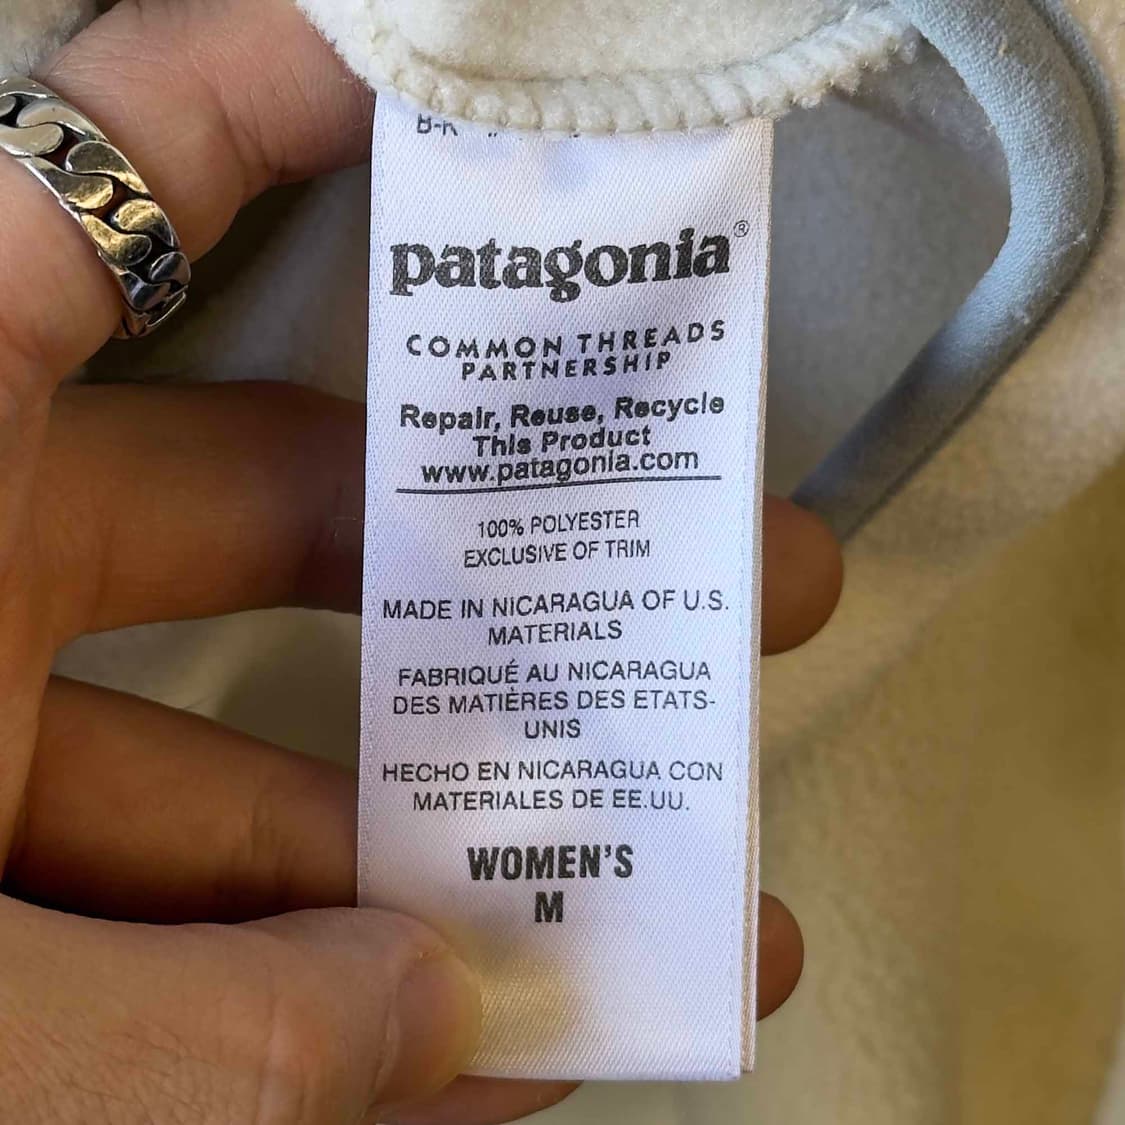 patagonia®
COMMON THREADS
PARTNERSHIP
Repair, Reuse, Recycle
This Product
www.patagonia.com
100% POLYESTER
EXCLUSIVE OF TRIM
MADE IN NICARAGUA OF U.S.
MATERIALS
FABRIQUÉ AU NICARAGUA
DES MATIÈRES DES ETATS-
UNIS
HECHO EN NICARAGUA CON
MATERIALES DE EE.UU.
WOMEN'S
M